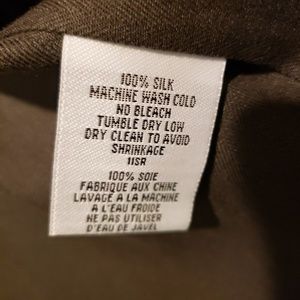 100% SILK
MACHINE WASH COLD
NO BLEACH
TUMBLE DRY LOW
DRY CLEAN TO AVOID
SHRINKAGE
11SR
100% SOIE
FABRIQUE AUX CHINE
LAVAGE A LA MACHINE
A L'EAU FROIDE
NE PAS UTILISER
D'EAU DE JAVEL